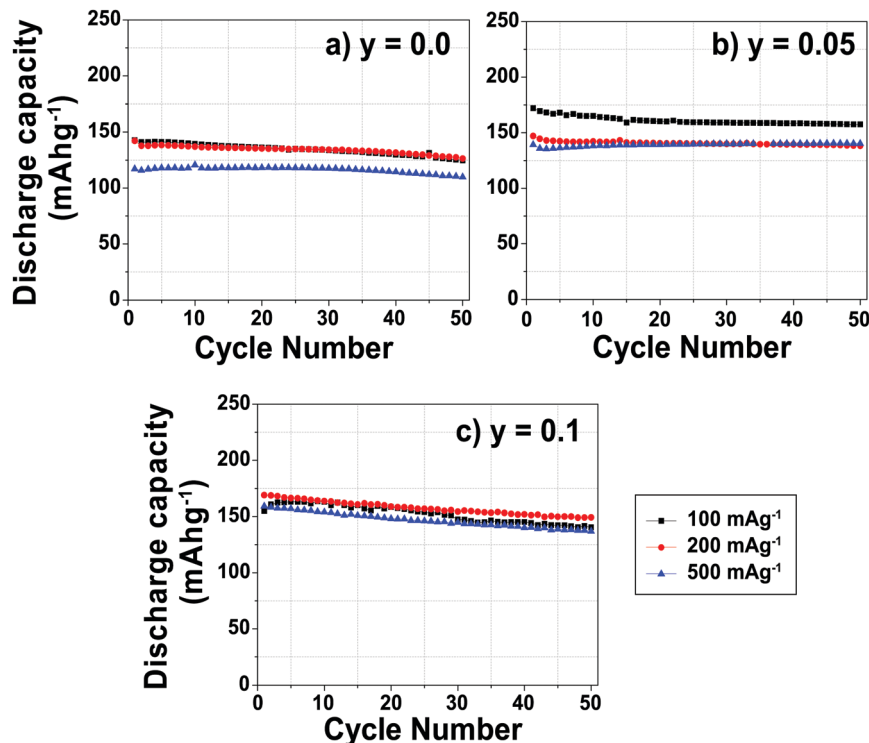 a) y = 0.0
Discharge capacity
(mAhg⁻¹)
250
200
150
100
50
0
0 10 20 30 40 50
Cycle Number
b) y = 0.05
250
200
150
100
50
0
0 10 20 30 40 50
Cycle Number
c) y = 0.1
Discharge capacity
(mAhg⁻¹)
250
200
150
100
50
0
0 10 20 30 40 50
Cycle Number
100 mAg⁻¹
200 mAg⁻¹
500 mAg⁻¹